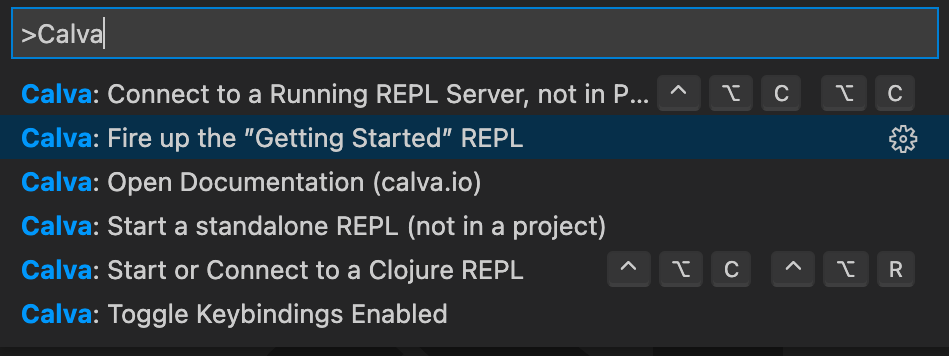 >Calva
Calva: Connect to a Running REPL Server, not in P... ^ ⌥ C ⌥ C
Calva: Fire up the "Getting Started" REPL
Calva: Open Documentation (calva.io)
Calva: Start a standalone REPL (not in a project)
Calva: Start or Connect to a Clojure REPL ^ ⌥ C ^ ⌥ R
Calva: Toggle Keybindings Enabled